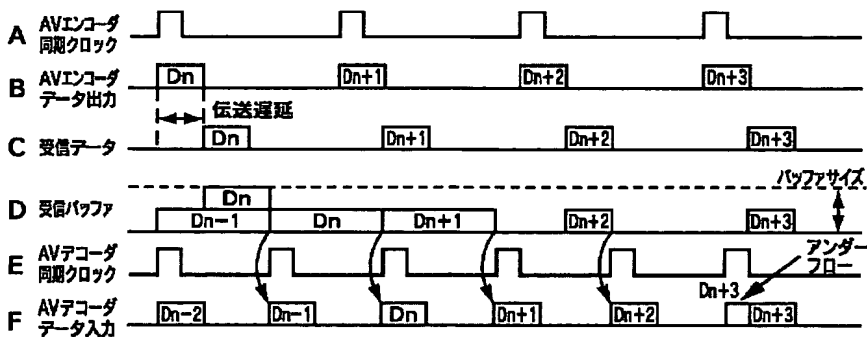 A AVエンコーダ
同期クロック
B AVエンコーダ
データ出力
Dn Dn+1 Dn+2 Dn+3
伝送遅延
C 受信データ
Dn Dn+1 Dn+2 Dn+3
バッファサイズ
D 受信バッファ
Dn
Dn−1 Dn Dn+1 Dn+2 Dn+3
E AVデコーダ
同期クロック
アンダー
フロー
Dn+3
F AVデコーダ
データ入力
Dn−2 Dn−1 Dn Dn+1 Dn+2 Dn+3